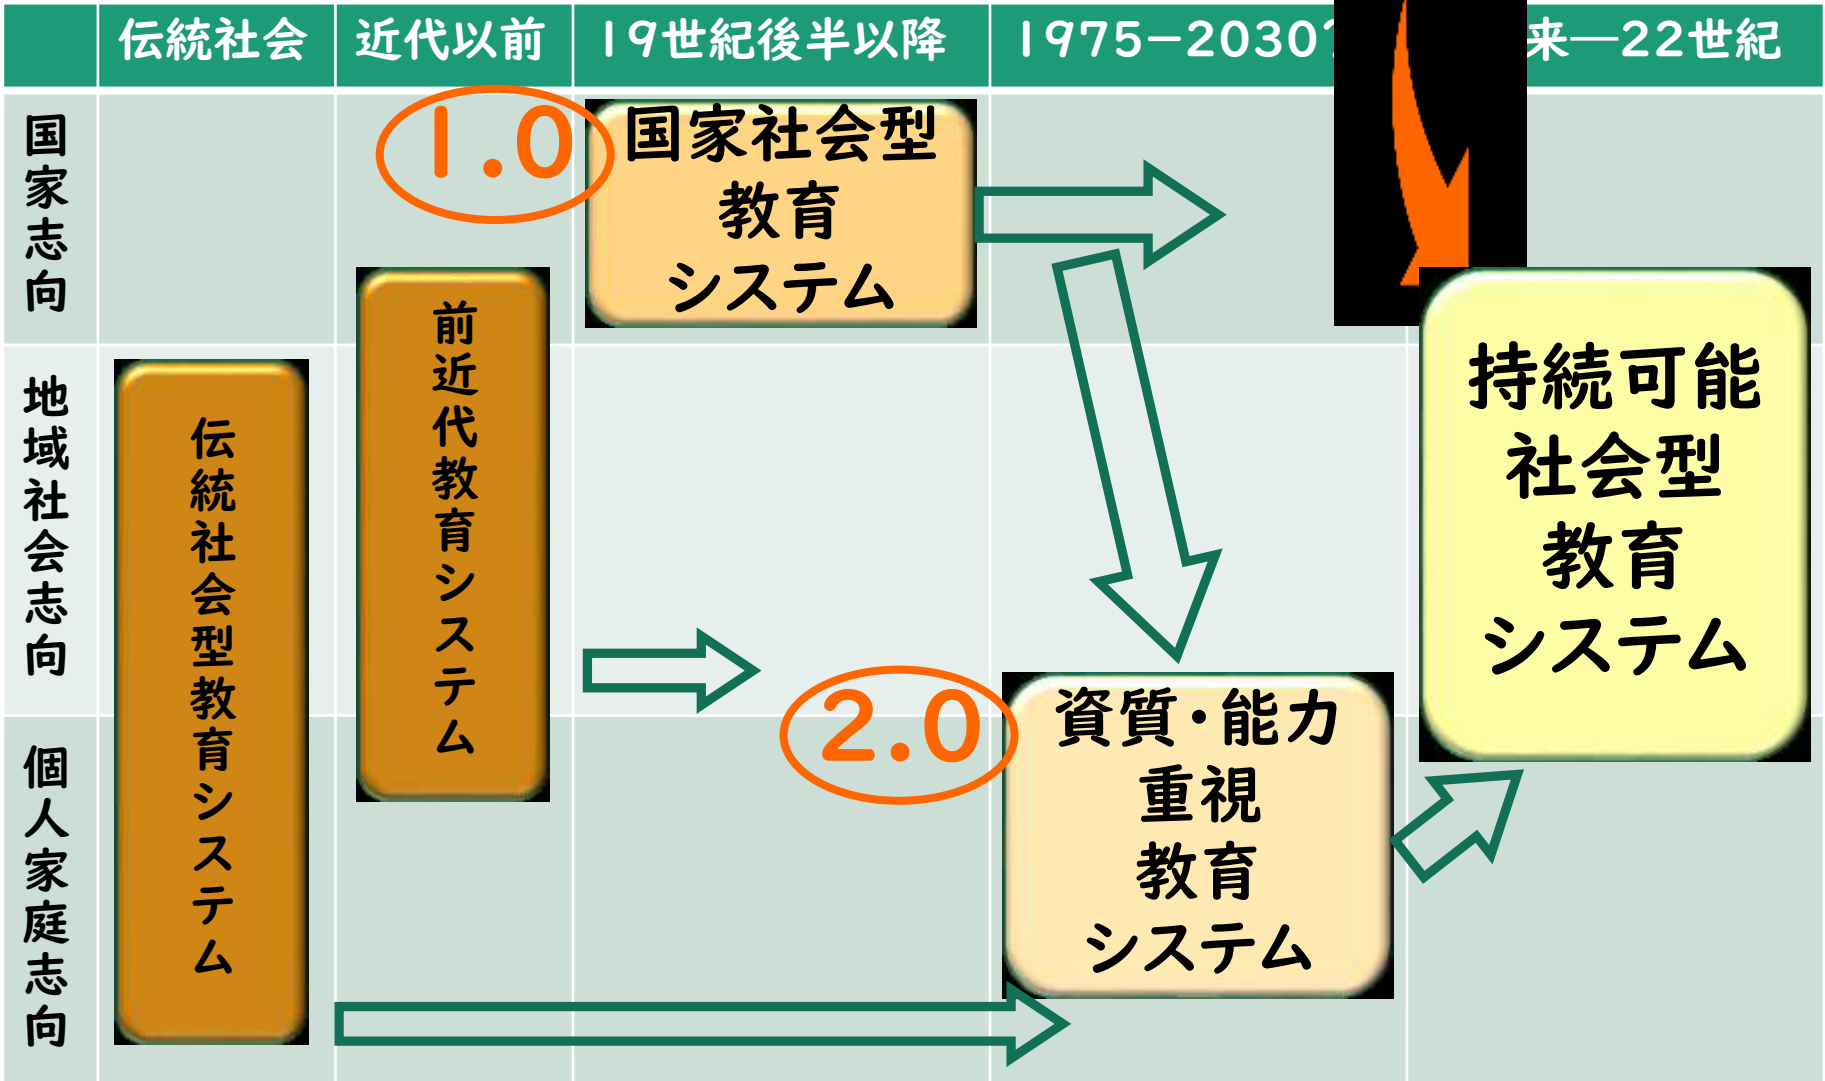 伝統社会
近代以前
19世紀後半以降
1975−2030?
来―22世紀
国家志向
1.0
国家社会型
教育
システム
前近代教育システム
地域社会志向
伝統社会型教育システム
持続可能
社会型
教育
システム
2.0
資質・能力
重視
教育
システム
個人家庭志向